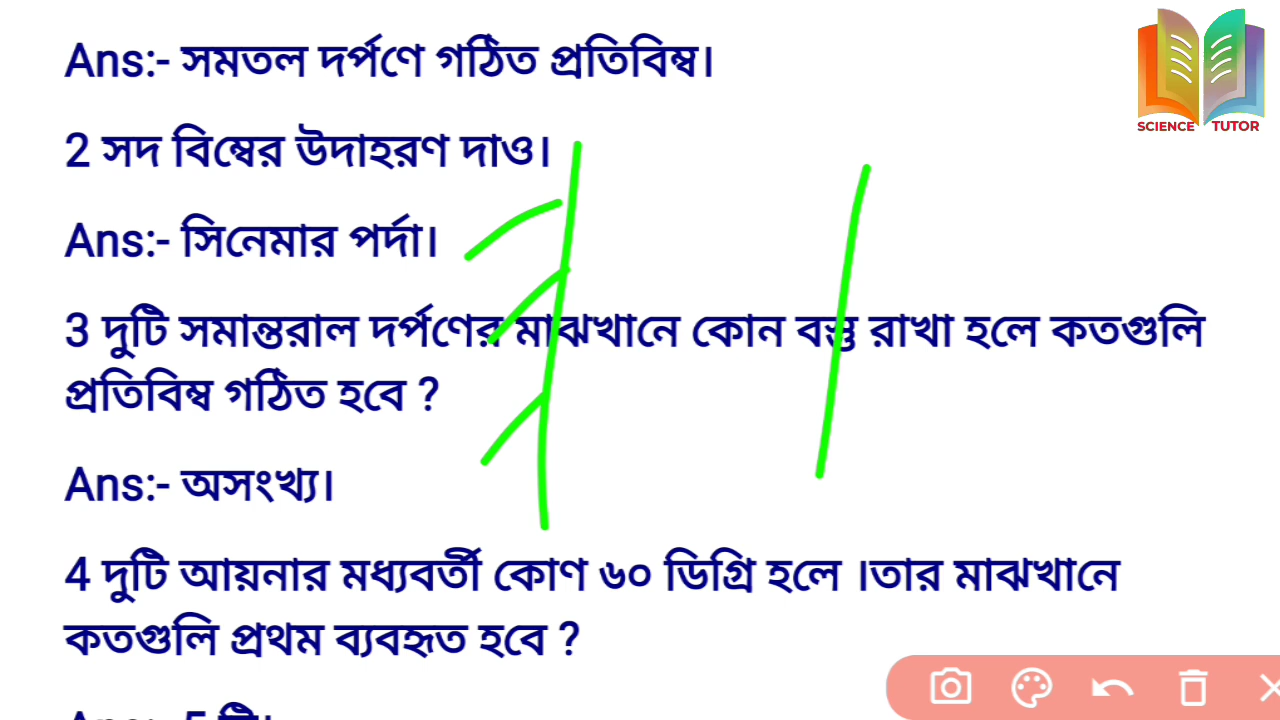 Ans:- সমতল দর্পণে গঠিত প্রতিবিম্ব।
SCIENCE TUTOR
2 সদ বিম্বের উদাহরণ দাও।
Ans:- সিনেমার পর্দা।
3 দুটি সমান্তরাল দর্পণের মাঝখানে কোন বস্তু রাখা হলে কতগুলি
প্রতিবিম্ব গঠিত হবে ?
Ans:- অসংখ্য।
4 দুটি আয়নার মধ্যবর্তী কোণ ৬০ ডিগ্রি হলে ।তার মাঝখানে
কতগুলি প্রথম ব্যবহৃত হবে ?